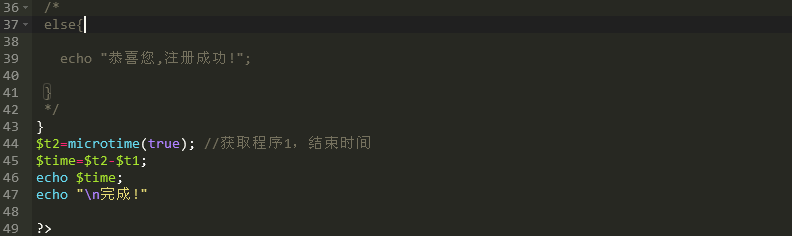 36 /*
37 else{
38
39 echo "恭喜您,注册成功!";
40
41 }
42 */
43 }
44 $t2=microtime(true); //获取程序1，结束时间
45 $time=$t2-$t1;
46 echo $time;
47 echo "\n完成!"
48
49 ?>